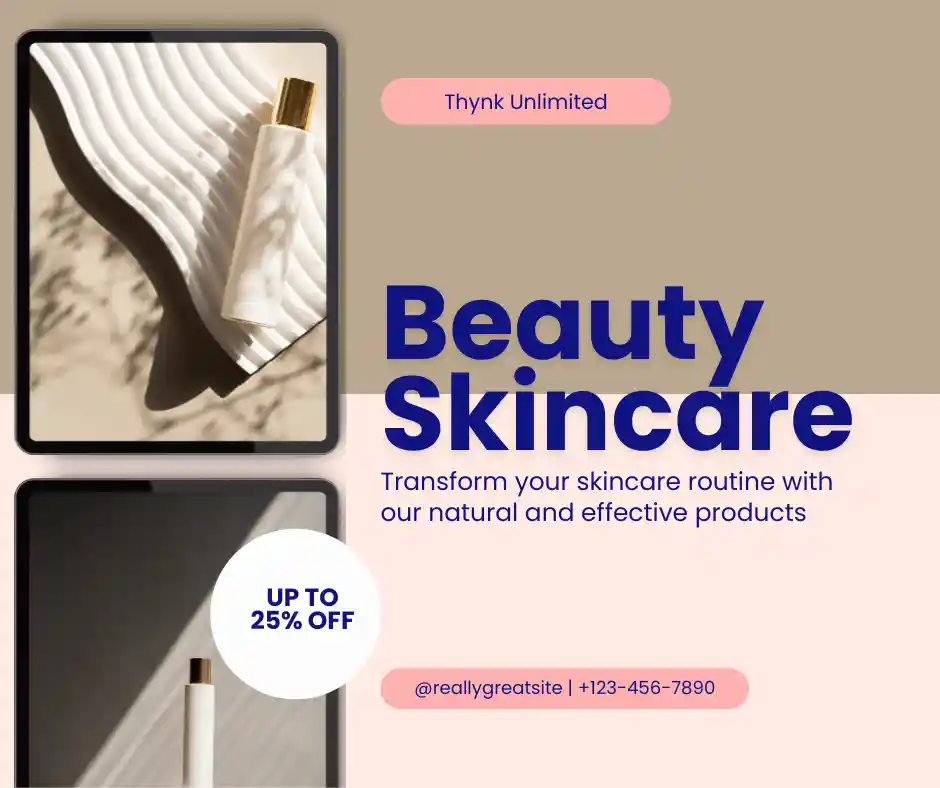 Thynk Unlimited
Beauty
Skincare
Transform your skincare routine with
our natural and effective products
UP TO
25% OFF
@reallygreatsite | +123-456-7890